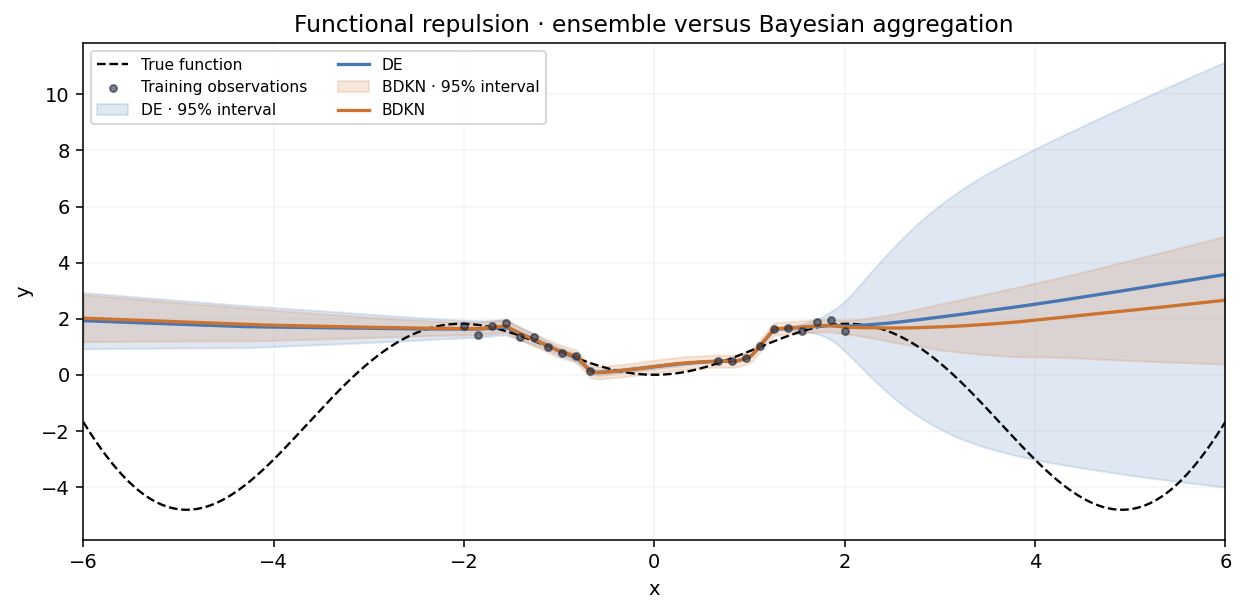 Functional repulsion · ensemble versus Bayesian aggregation
True function
Training observations
DE · 95% interval
DE
BDKN · 95% interval
BDKN
y
10
8
6
4
2
0
−2
−4
−6 −4 −2 0 2 4 6
x